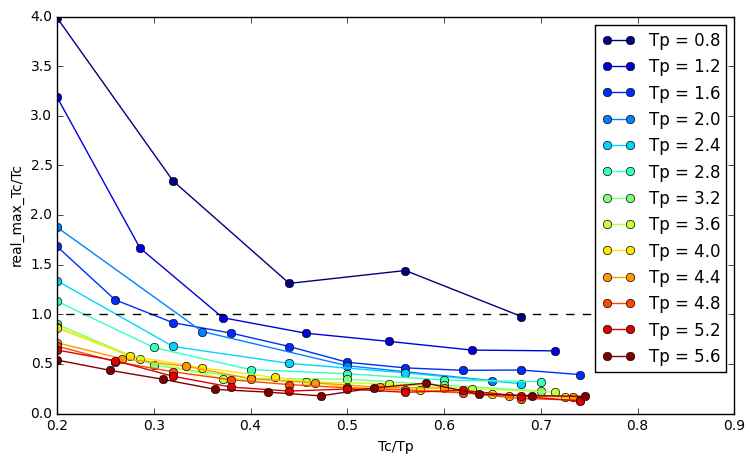 4.0
3.5
3.0
2.5
2.0
1.5
1.0
0.5
0.0
real_max_Tc/Tc
0.2 0.3 0.4 0.5 0.6 0.7 0.8 0.9
Tc/Tp
Tp = 0.8
Tp = 1.2
Tp = 1.6
Tp = 2.0
Tp = 2.4
Tp = 2.8
Tp = 3.2
Tp = 3.6
Tp = 4.0
Tp = 4.4
Tp = 4.8
Tp = 5.2
Tp = 5.6